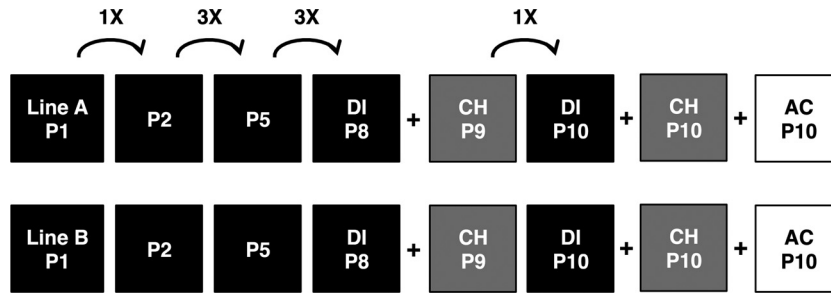 1X 3X 3X 1X
Line A
P1
P2
P5
DI
P8
+
CH
P9
DI
P10
+
CH
P10
+
AC
P10
Line B
P1
P2
P5
DI
P8
+
CH
P9
DI
P10
+
CH
P10
+
AC
P10